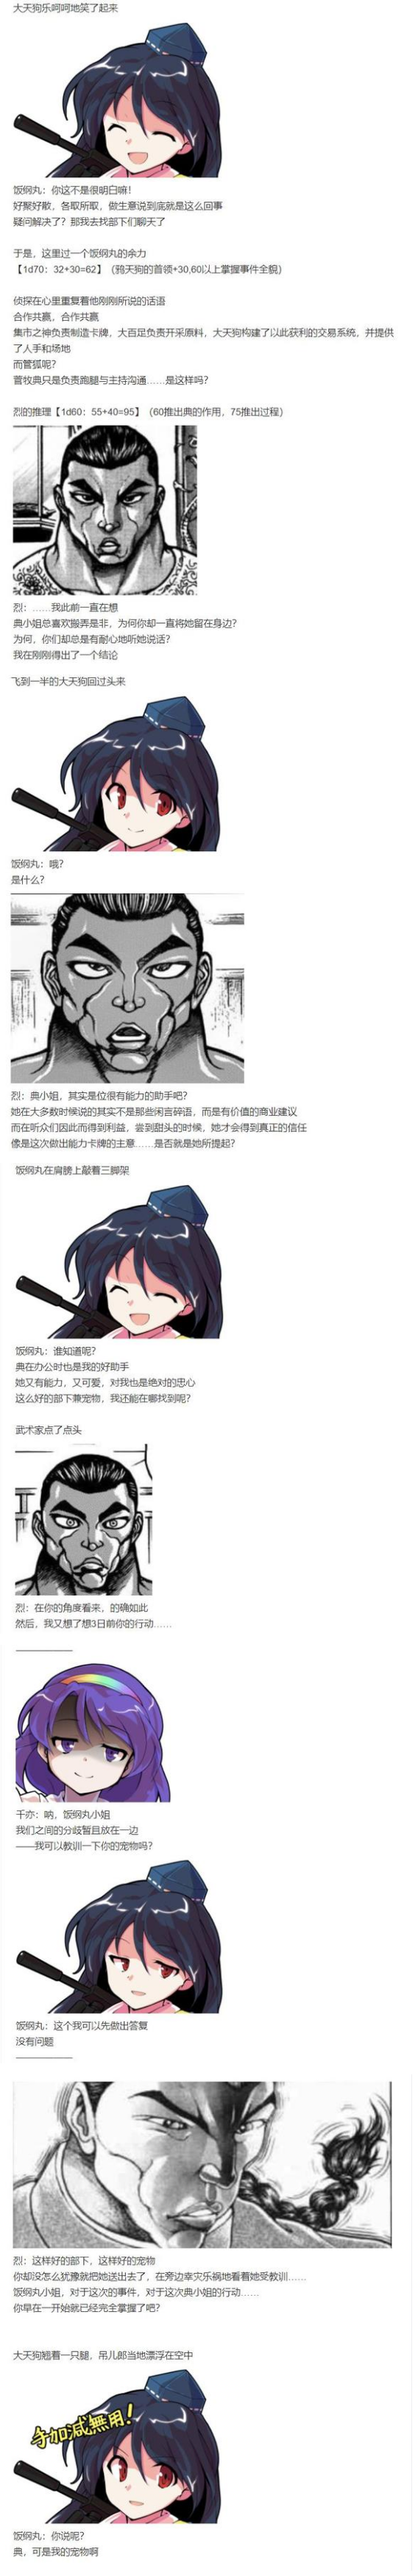 大天狗乐呵呵地笑了起来
饭纲丸：你这不是很明白嘛！
好聚好散，各取所取，做生意说到底就是这么回事
疑问解决了？那我去找部下们聊天了
于是，这里过一个饭纲丸的余力
【1d70：32+30=62】（鸦天狗的首领+30,60以上掌握事件全貌）
侦探在心里重复着他刚刚所说的话语
合作共赢，合作共赢
集市之神负责制造卡牌，大百足负责开采原料，大天狗构建了以此获利的交易系统，并提供
了人手和场地
而管狐呢？
菅牧典只是负责跑腿与主持沟通……是这样吗？
烈的推理【1d60：55+40=95】（60推出典的作用，75推出过程）
烈：……我此前一直在想
典小姐总喜欢搬弄是非，为何你却一直将她留在身边？
为何，你们却总是有耐心地听她说话？
我在刚刚得出了一个结论
飞到一半的大天狗回过头来
饭纲丸：哦？
是什么？
烈：典小姐，其实是位很有能力的助手吧？
她在大多数时候说的其实不是那些闲言碎语，而是有价值的商业建议
而在听众们因此而得到利益，尝到甜头的时候，她才会得到真正的信任
像是这次做出能力卡牌的主意……是否就是她所提起？
饭纲丸在肩膀上敲着三脚架
饭纲丸：谁知道呢？
典在办公时也是我的好助手
她又有能力，又可爱，对我也是绝对的忠心
这么好的部下兼宠物，我还能在哪找到呢？
武术家点了点头
烈：在你的角度看来，的确如此
然后，我又想了想3日前你的行动……
千亦：呐，饭纲丸小姐
我们之间的分歧暂且放在一边
——我可以教训一下你的宠物吗？
饭纲丸：这个我可以先做出答复
没有问题
烈：这样好的部下，这样好的宠物
你却没怎么犹豫就把她送出去了，在旁边幸灾乐祸地看着她受教训……
饭纲丸小姐，对于这次的事件，对于这次典小姐的行动……
你早在一开始就已经完全掌握了吧？
大天狗翘着一只腿，吊儿郎当地漂浮在空中
手加減無用！
饭纲丸：你说呢？
典，可是我的宠物啊